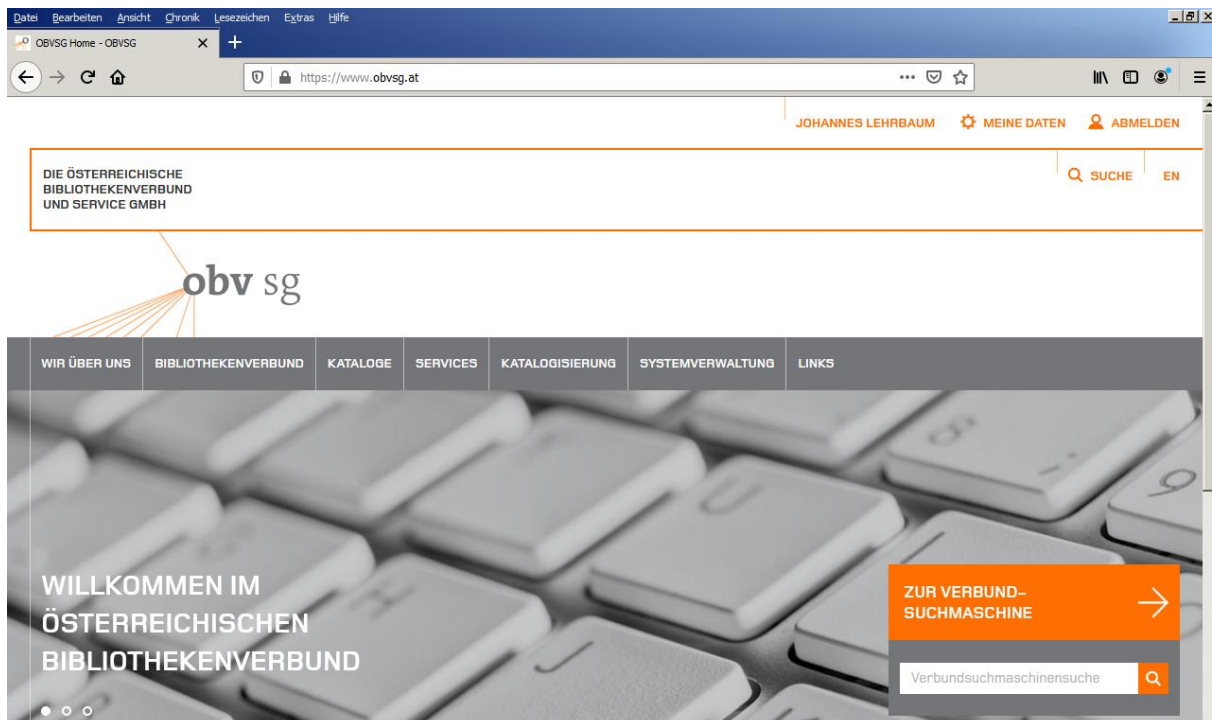 Datei Bearbeiten Ansicht Chronik Lesezeichen Extras Hilfe
OBVSG Home - OBVSG
https://www.obvsg.at
JOHANNES LEHRBAUM MEINE DATEN ABMELDEN
DIE ÖSTERREICHISCHE
BIBLIOTHEKENVERBUND
UND SERVICE GMBH
SUCHE EN
obv sg
WIR ÜBER UNS BIBLIOTHEKENVERBUND KATALOGE SERVICES KATALOGISIERUNG SYSTEMVERWALTUNG LINKS
U
9
H
J
WILLKOMMEN IM
ÖSTERREICHISCHEN
BIBLIOTHEKENVERBUND
ZUR VERBUND-
SUCHMASCHINE
Verbundsuchmaschinensuche